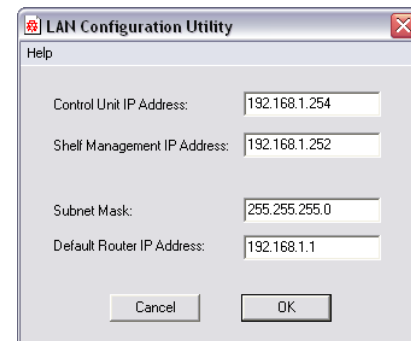 LAN Configuration Utility
Help
Control Unit IP Address: 192.168.1.254
Shelf Management IP Address: 192.168.1.252
Subnet Mask: 255.255.255.0
Default Router IP Address: 192.168.1.1
Cancel OK